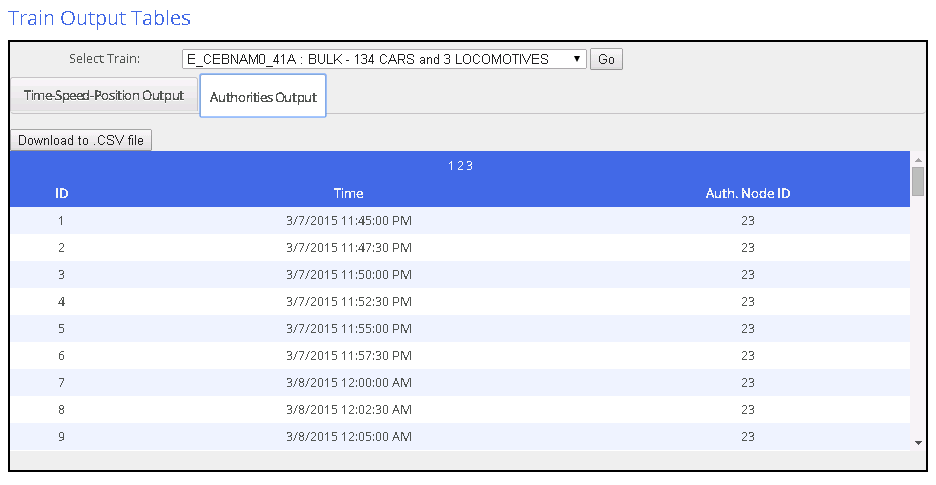 Train Output Tables
Select Train: E_CEBNAM0_41A : BULK - 134 CARS and 3 LOCOMOTIVES Go
Time-Speed-Position Output Authorities Output
Download to .CSV file
1 2 3
ID Time Auth. Node ID
1 3/7/2015 11:45:00 PM 23
2 3/7/2015 11:47:30 PM 23
3 3/7/2015 11:50:00 PM 23
4 3/7/2015 11:52:30 PM 23
5 3/7/2015 11:55:00 PM 23
6 3/7/2015 11:57:30 PM 23
7 3/8/2015 12:00:00 AM 23
8 3/8/2015 12:02:30 AM 23
9 3/8/2015 12:05:00 AM 23